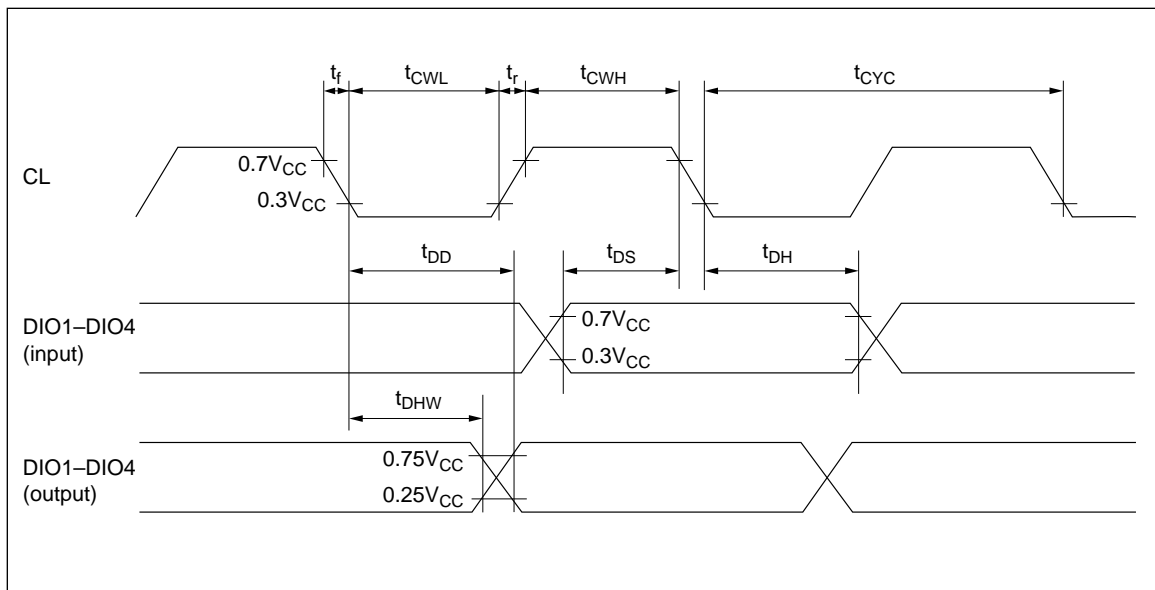 tf tCWL tr tCWH tCYC
CL
0.7VCC
0.3VCC
tDD tDS tDH
DIO1–DIO4
(input)
0.7VCC
0.3VCC
tDHW
DIO1–DIO4
(output)
0.75VCC
0.25VCC